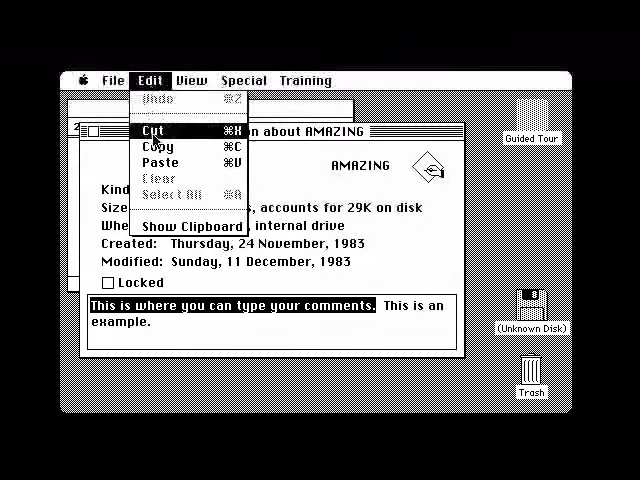 File Edit View Special Training
Undo ⌘Z
2
Cut ⌘X
on about AMAZING
Guided Tour
Copy ⌘C
Paste ⌘V
AMAZING
Clear
Kind
Select All ⌘A
Size , accounts for 29K on disk
Show Clipboard
Whe , internal drive
Created: Thursday, 24 November, 1983
Modified: Sunday, 11 December, 1983
Locked
This is where you can type your comments. This is an
example.
(Unknown Disk)
Trash